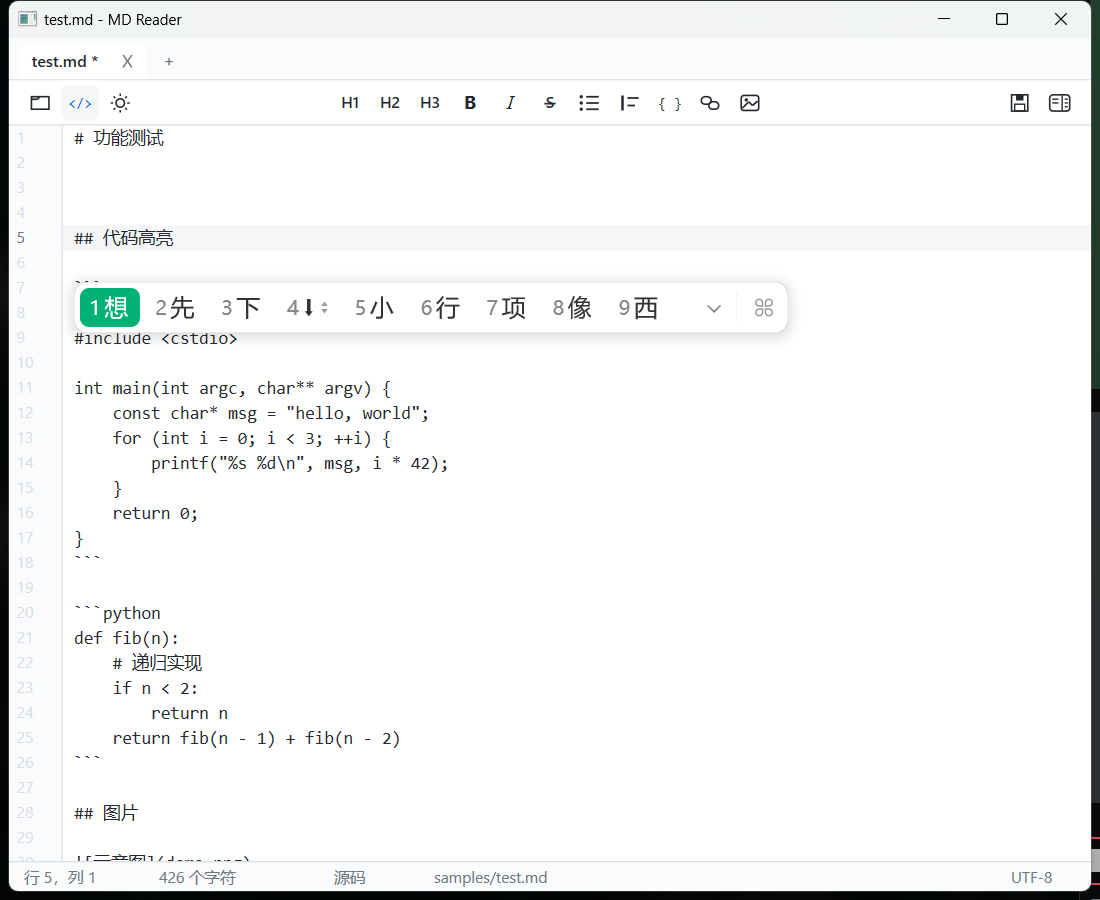 test.md - MD Reader
test.md * X +
</> H1 H2 H3 B I S { }
1 # 功能测试
2
3
4
5 ## 代码高亮
6
7 ```
1想 2先 3下 4⬇ 5小 6行 7项 8像 9西
8
9 #include <cstdio>
10
11 int main(int argc, char** argv) {
12     const char* msg = "hello, world";
13     for (int i = 0; i < 3; ++i) {
14         printf("%s %d\n", msg, i * 42);
15     }
16     return 0;
17 }
18 ```
19
20 ```python
21 def fib(n):
22     # 递归实现
23     if n < 2:
24         return n
25     return fib(n - 1) + fib(n - 2)
26 ```
27
28 ## 图片
29
行 5，列 1 426 个字符 源码 samples/test.md UTF-8